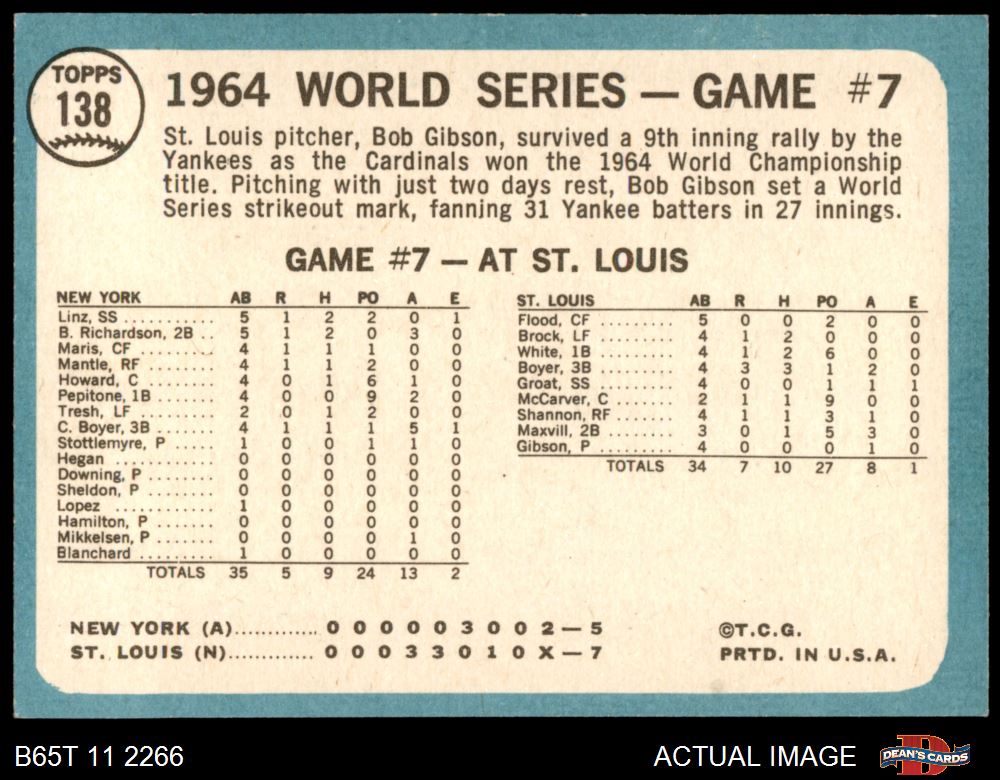 TOPPS
138
1964 WORLD SERIES — GAME #7
St. Louis pitcher, Bob Gibson, survived a 9th inning rally by the
Yankees as the Cardinals won the 1964 World Championship
title. Pitching with just two days rest, Bob Gibson set a World
Series strikeout mark, fanning 31 Yankee batters in 27 innings.
GAME #7 — AT ST. LOUIS
NEW YORK AB R H PO A E
Linz, SS ........... 5 1 2 2 0 1
B. Richardson, 2B .. 5 1 2 0 3 0
Maris, CF ......... 4 1 1 1 0 0
Mantle, RF ........ 4 1 1 2 0 0
Howard, C ......... 4 0 1 6 1 0
Pepitone, 1B ....... 4 0 0 9 2 0
Tresh, LF .......... 2 0 1 2 0 0
C. Boyer, 3B ....... 4 1 1 1 5 1
Stottlemyre, P ..... 1 0 0 1 1 0
Hegan ............. 0 0 0 0 0 0
Downing, P ........ 0 0 0 0 0 0
Sheldon, P ........ 0 0 0 0 0 0
Lopez ............ 1 0 0 0 0 0
Hamilton, P ....... 0 0 0 0 0 0
Mikkelsen, P ....... 0 0 0 0 1 0
Blanchard ......... 1 0 0 0 0 0
TOTALS 35 5 9 24 13 2
ST. LOUIS AB R H PO A E
Flood, CF ......... 5 0 0 2 0 0
Brock, LF ......... 4 1 2 0 0 0
White, 1B ......... 4 1 2 6 0 0
Boyer, 3B ......... 4 3 3 1 2 0
Groat, SS ......... 4 0 0 1 1 1
McCarver, C ....... 2 1 1 9 0 0
Shannon, RF ....... 4 1 1 3 1 0
Maxvill, 2B ........ 3 0 1 5 3 0
Gibson, P ......... 4 0 0 0 1 0
TOTALS 34 7 10 27 8 1
NEW YORK (A)............. 0 0 0 0 0 3 0 0 2 — 5
ST. LOUIS (N)............. 0 0 0 3 3 0 1 0 X — 7
©T.C.G.
PRTD. IN U.S.A.
B65T 11 2266
ACTUAL IMAGE
DEAN'S CARDS